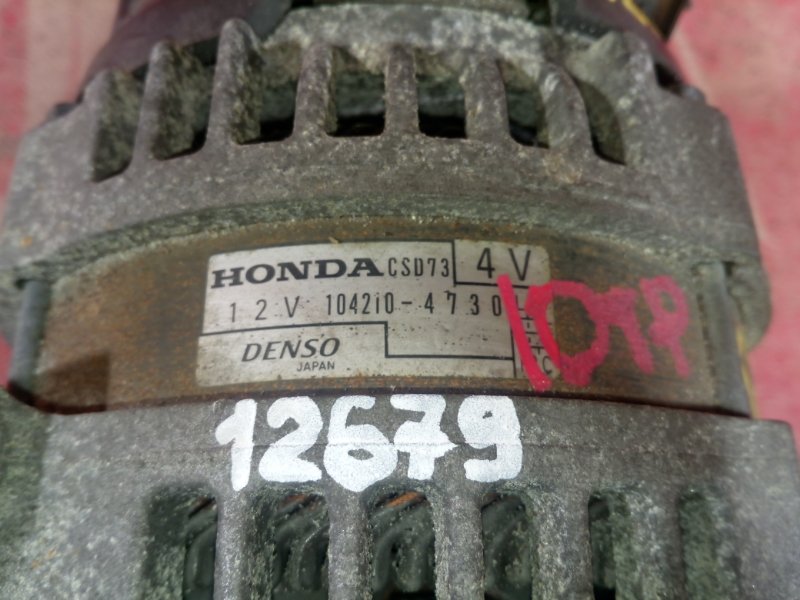 HONDA CSD73 4V
12V 104210-4730
DENSO
JAPAN
12679